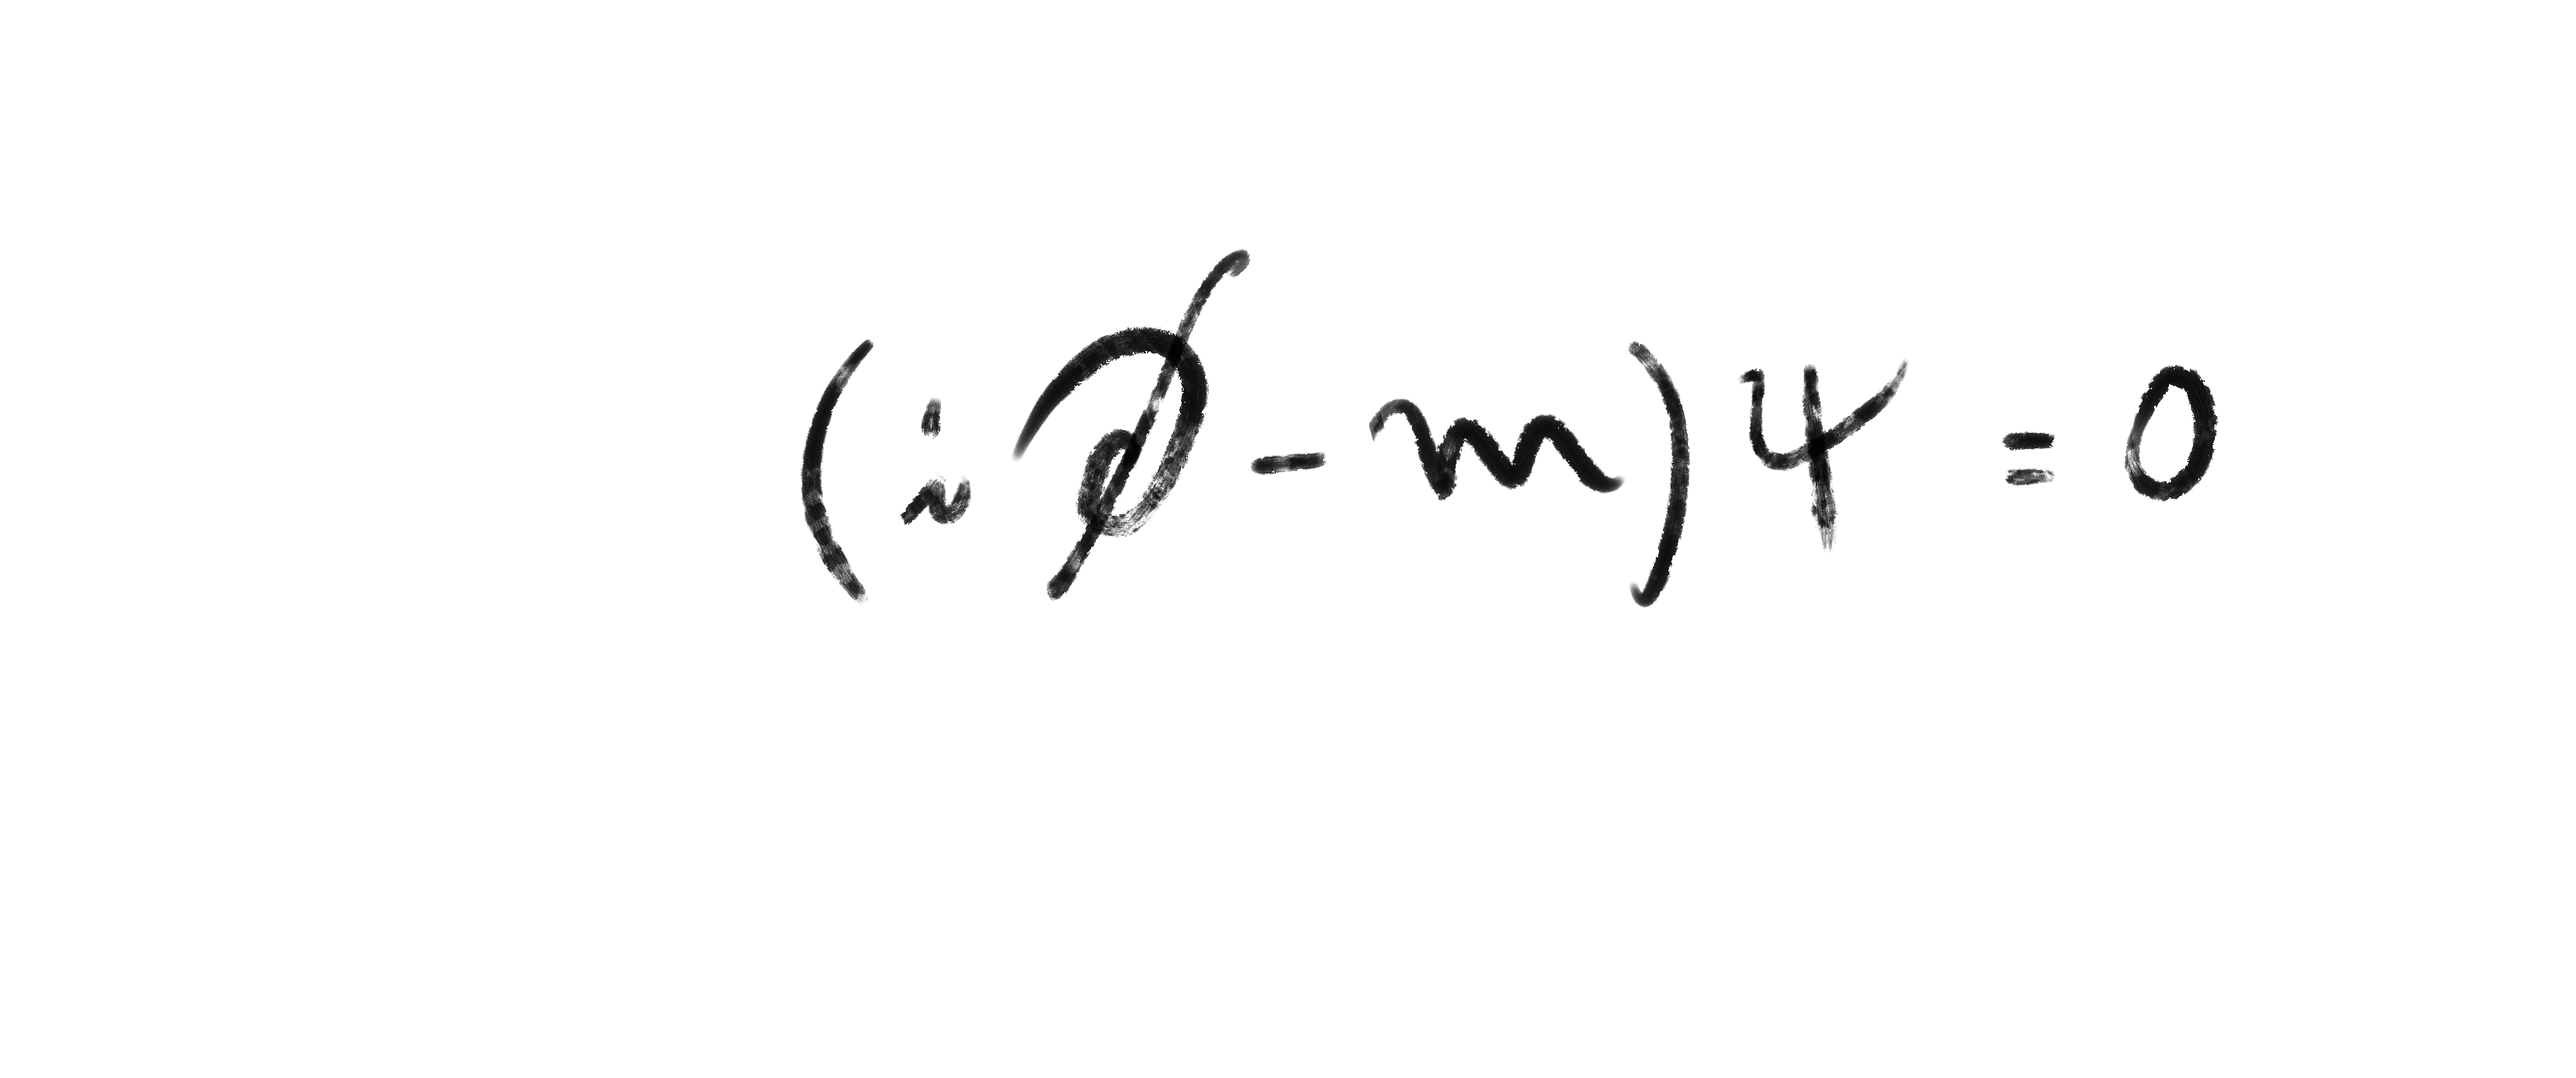 (i∂̸ - m)ψ = 0